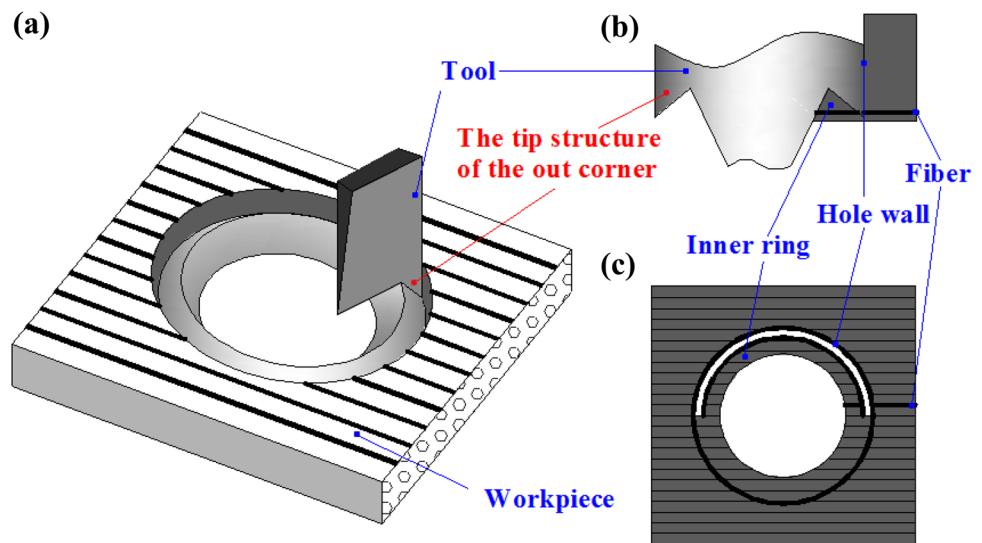 (a)
(b)
Tool
The tip structure
of the out corner
Fiber
Hole wall
Inner ring
(c)
Workpiece